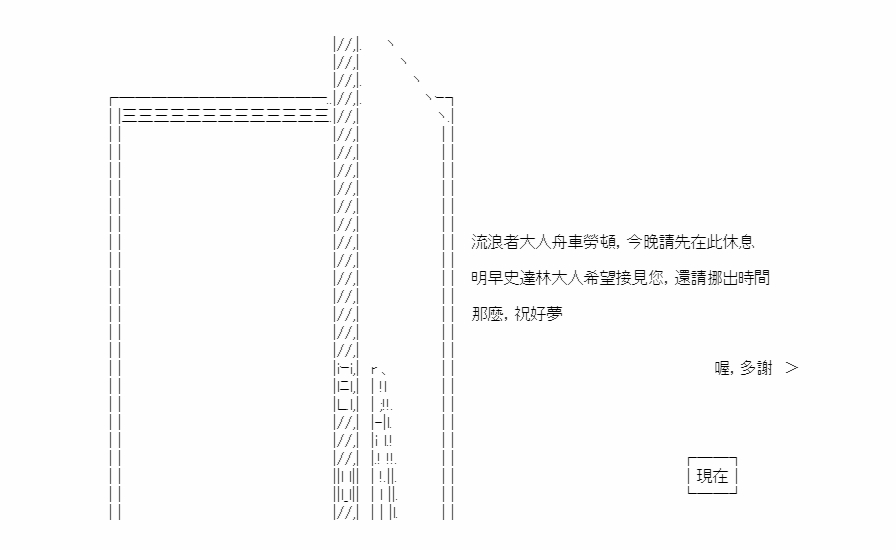 流浪者大人舟車勞頓，今晚請先在此休息
明早史達林大人希望接見您，還請挪出時間
那麼，祝好夢
喔，多謝　＞
現在